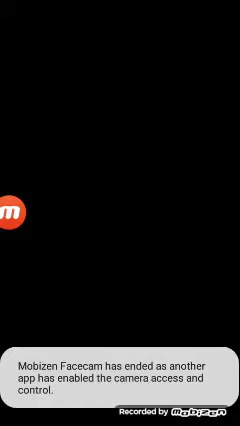 m
Mobizen Facecam has ended as another
app has enabled the camera access and
control.
Recorded by mobizen